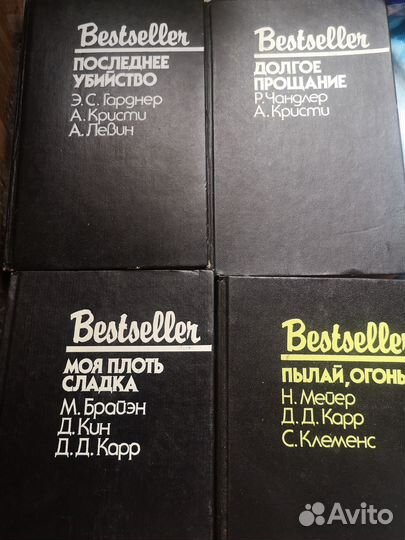 Bestseller
ПОСЛЕДНЕЕ
УБИЙСТВО
Э.С. Гарднер
А. Кристи
А. Левин
Bestseller
ДОЛГОЕ
ПРОЩАНИЕ
Р. Чандлер
А. Кристи
Bestseller
МОЯ ПЛОТЬ
СЛАДКА
М. Брайэн
Д. Кин
Д. Д. Карр
Bestseller
ПЫЛАЙ, ОГОНЬ
Н. Мейер
Д. Д. Карр
С. Клеменс
Avito